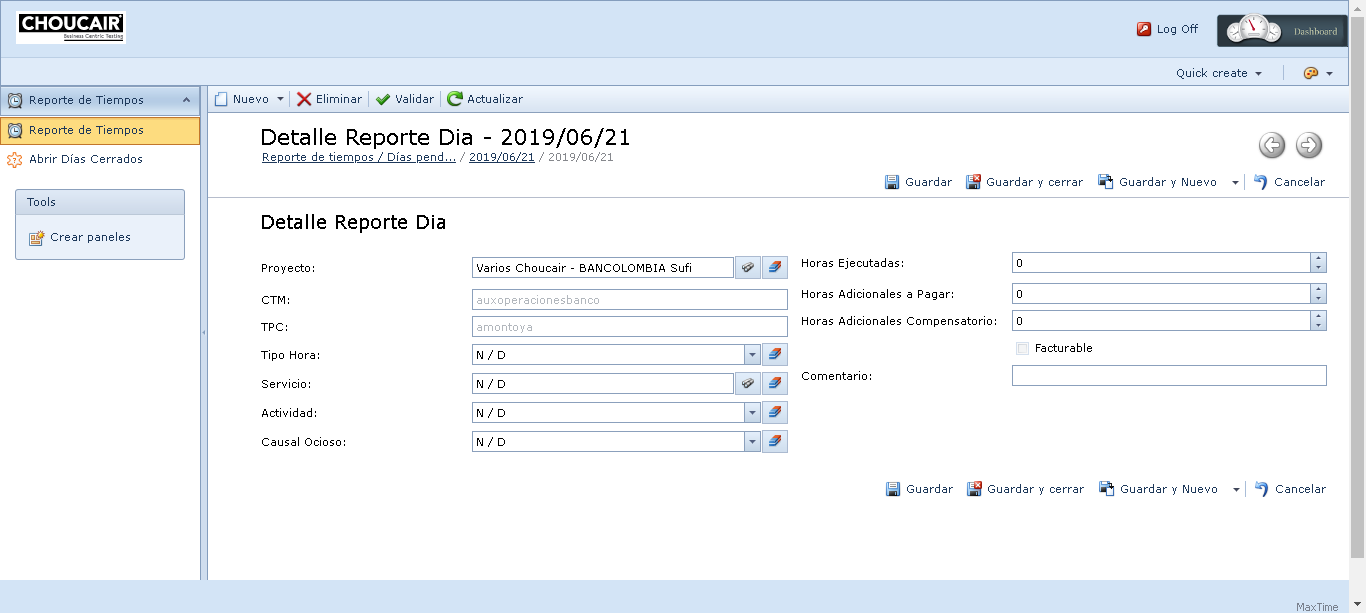 CHOUCAIR
Business Centric Testing
Log Off
Dashboard
Quick create
Reporte de Tiempos
Reporte de Tiempos
Abrir Días Cerrados
Tools
Crear paneles
Nuevo Eliminar Validar Actualizar
Detalle Reporte Dia - 2019/06/21
Reporte de tiempos / Días pend... / 2019/06/21 / 2019/06/21
Guardar Guardar y cerrar Guardar y Nuevo Cancelar
Detalle Reporte Dia
Proyecto: Varios Choucair - BANCOLOMBIA Sufi
CTM: auxoperacionesbanco
TPC: amontoya
Tipo Hora: N / D
Servicio: N / D
Actividad: N / D
Causal Ocioso: N / D
Horas Ejecutadas: 0
Horas Adicionales a Pagar: 0
Horas Adicionales Compensatorio: 0
Facturable
Comentario:
Guardar Guardar y cerrar Guardar y Nuevo Cancelar
MaxTime